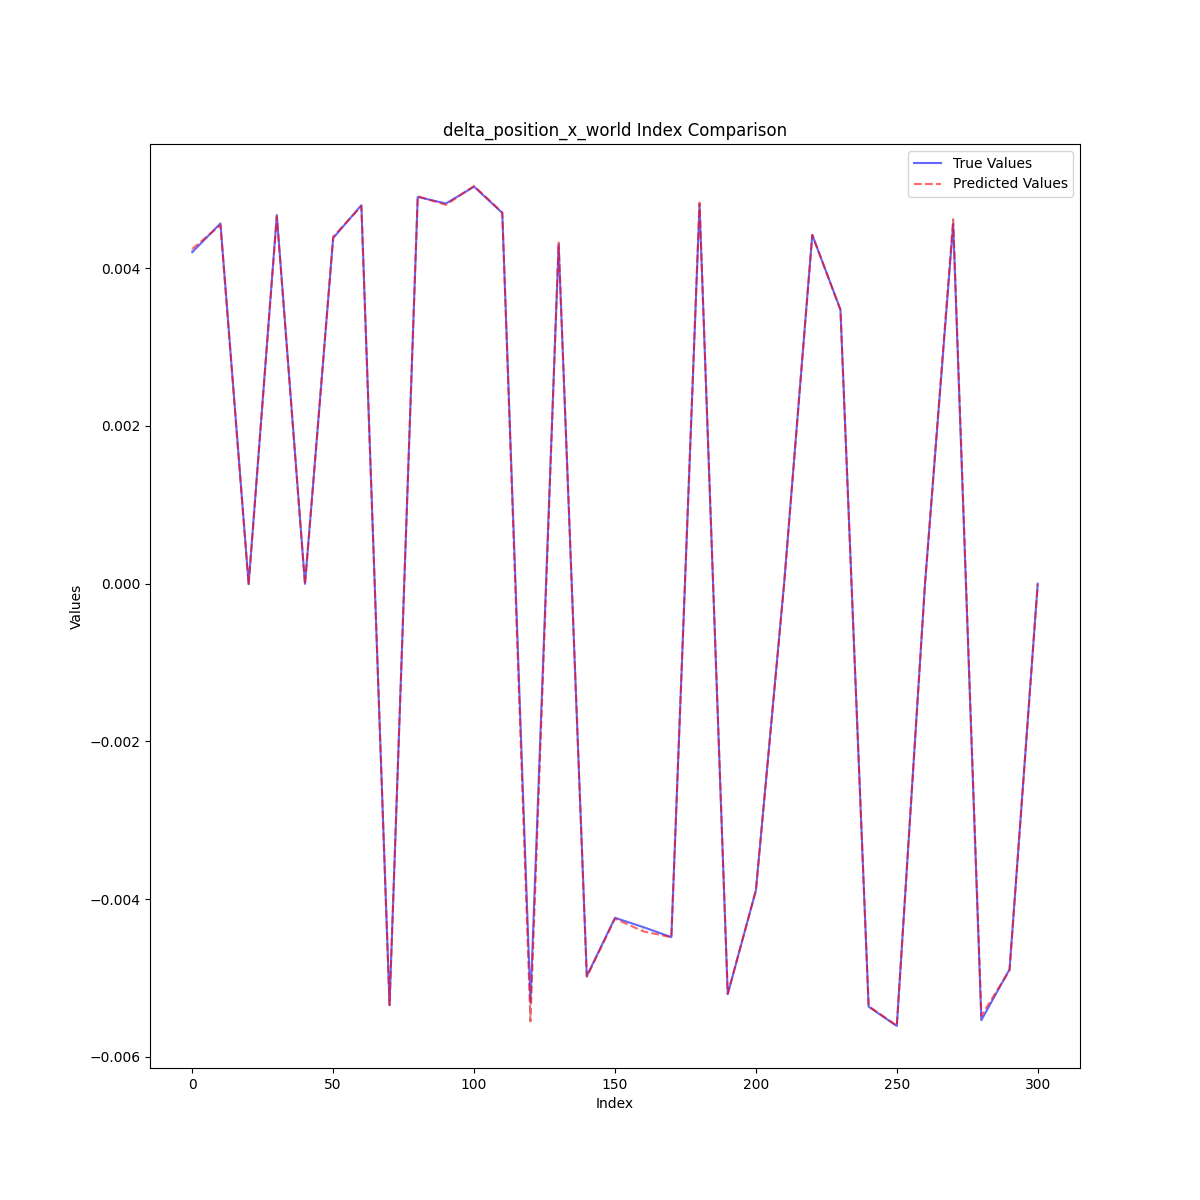 delta_position_x_world Index Comparison
True Values
Predicted Values
0.004
0.002
0.000
−0.002
−0.004
−0.006
Values
0 50 100 150 200 250 300
Index